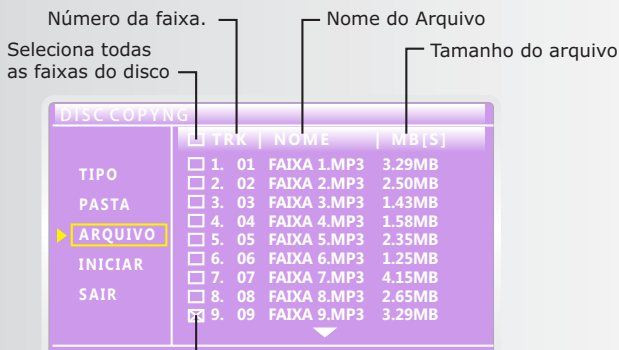 Número da faixa.
Nome do Arquivo
Seleciona todas
as faixas do disco
Tamanho do arquivo
DISC COPYNG
TRK | NOME | MB[S]
TIPO
PASTA
ARQUIVO
INICIAR
SAIR
1. 01 FAIXA 1.MP3 3.29MB
2. 02 FAIXA 2.MP3 2.50MB
3. 03 FAIXA 3.MP3 1.43MB
4. 04 FAIXA 4.MP3 1.58MB
5. 05 FAIXA 5.MP3 2.35MB
6. 06 FAIXA 6.MP3 1.25MB
7. 07 FAIXA 7.MP3 4.15MB
8. 08 FAIXA 8.MP3 2.65MB
9. 09 FAIXA 9.MP3 3.29MB